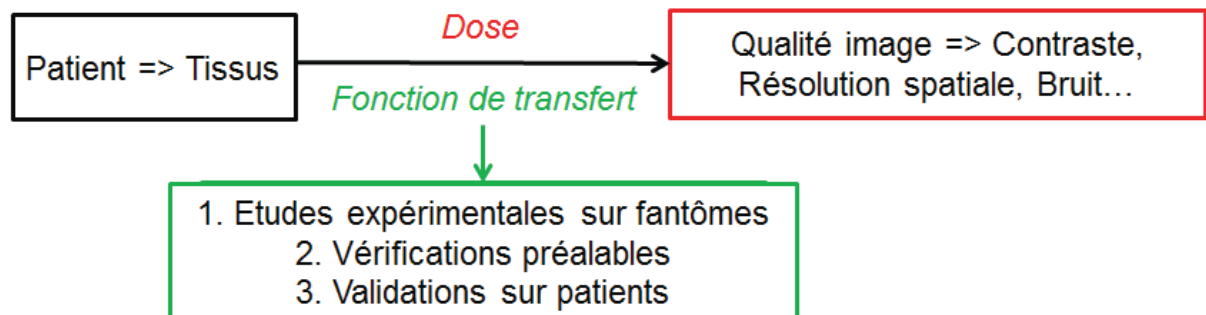 Patient => Tissus
Dose
Fonction de transfert
Qualité image => Contraste,
Résolution spatiale, Bruit…
1. Etudes expérimentales sur fantômes
2. Vérifications préalables
3. Validations sur patients